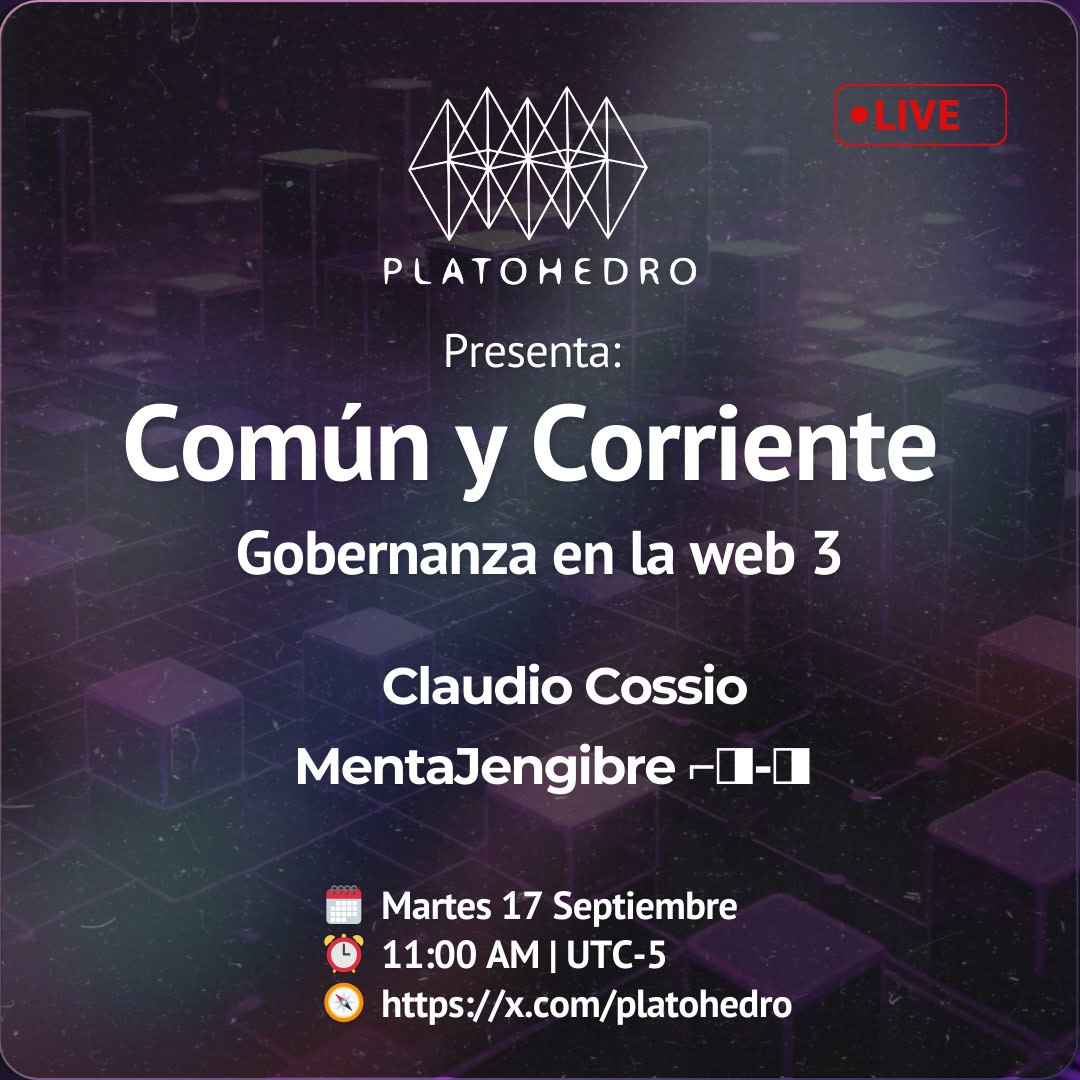 LIVE
PLATOHEDRO
Presenta:
Común y Corriente
Gobernanza en la web 3
Claudio Cossio
MentaJengibre ⌐◨-◨
Martes 17 Septiembre
11:00 AM | UTC-5
https://x.com/platohedro